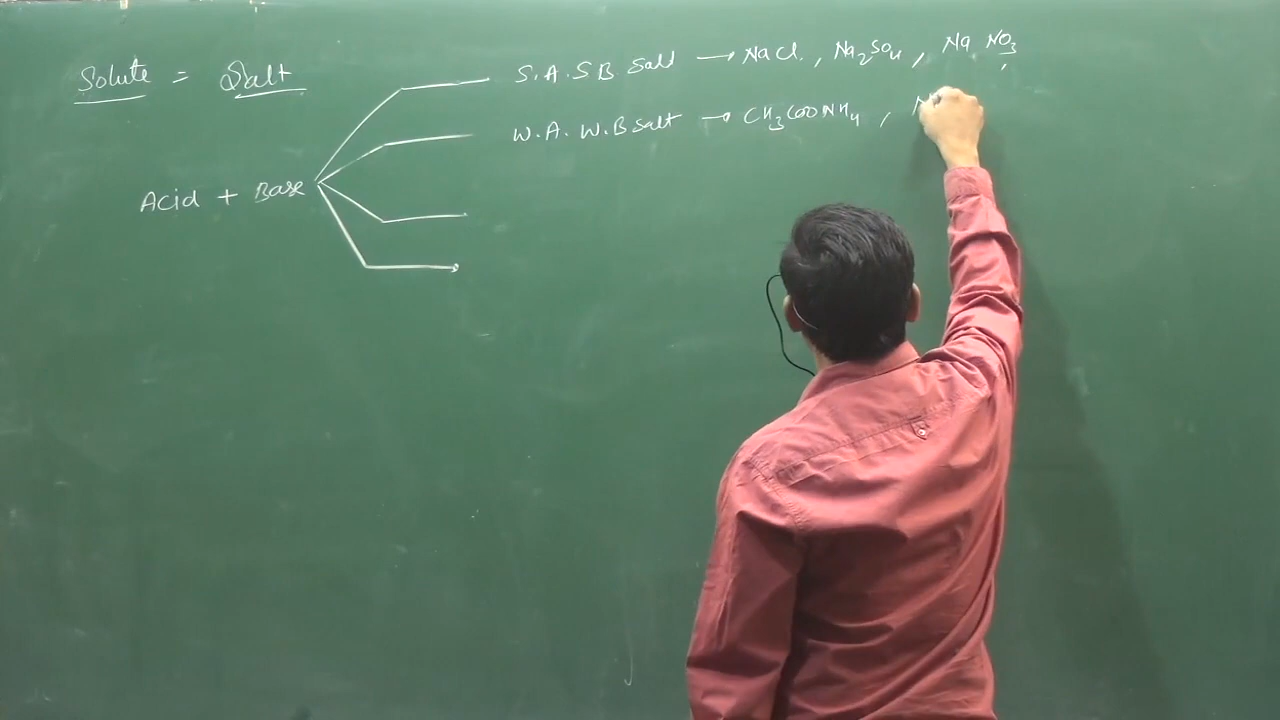 Solute = Salt
S.A. S B Salt → NaCl, Na2SO4, Na NO3,
W.A. W.B Salt → CH3COONH4,
Acid + Base